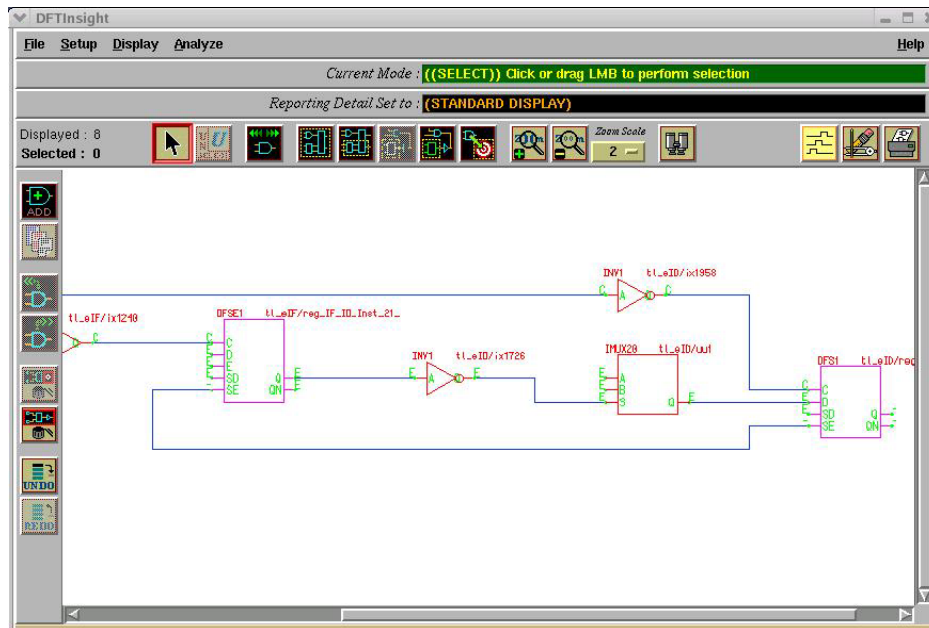 DFTInsight
File Setup Display Analyze Help
Current Mode : ((SELECT)) Click or drag LMB to perform selection
Reporting Detail Set to : (STANDARD DISPLAY)
Displayed : 8
Selected : 0
Zoom Scale
2
ADD
UNDO
REDO
INV1 tl_eID/ix1958
C A C
tl_eIF/ix1240
C
DFSE1 tl_eIF/reg_IF_ID_Inst_21_
C
D
E
SD Q E
SE QN E
INV1 tl_eID/ix1726
E A E
IMUX20 tl_eID/uu1
E A
E B
E S Q E
DFS1 tl_eID/reg
C C
E D
E SD Q
SE QN